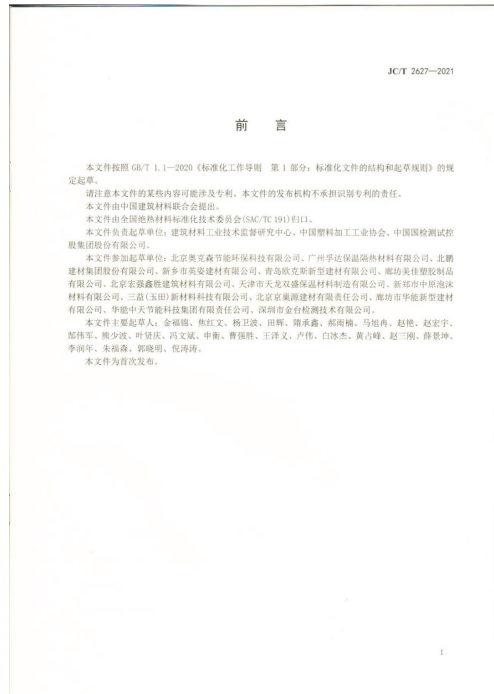 JC/T 2627—2021
前 言
本文件按照 GB/T 1.1—2020《标准化工作导则 第 1 部分：标准化文件的结构和起草规则》的规
定起草。
请注意本文件的某些内容可能涉及专利。本文件的发布机构不承担识别专利的责任。
本文件由中国建筑材料联合会提出。
本文件由全国绝热材料标准化技术委员会(SAC/TC 191)归口。
本文件负责起草单位：建筑材料工业技术监督研究中心、中国塑料加工工业协会、中国国检测试控
股集团股份有限公司。
本文件参加起草单位：北京奥克森节能环保科技有限公司、广州孚达保温隔热材料有限公司、北鹏
建材集团股份有限公司、新乡市英姿建材有限公司、青岛欧克斯新型建材有限公司、廊坊美佳塑胶制品
有限公司、北京宏强鑫胜建筑材料有限公司、天津市天龙双盛保温材料制造有限公司、新郑市中原泡沫
材料有限公司、三益(玉田)新材料科技有限公司、北京京巢源建材有限责任公司、廊坊市华能新型建材
有限公司、华能中天节能科技集团有限责任公司、深圳市金台检测技术有限公司。
本文件主要起草人：金福锦、焦红文、杨卫波、田辉、隋承鑫、郝雨楠、马旭冉、赵艳、赵宏宇、
郜伟军、熊少波、叶贤庆、冯文斌、申衡、曹强胜、王泽义、卢伟、白冰杰、黄占峰、赵三刚、薛景坤、
李润年、朱福森、郭晓明、倪涛涛。
本文件为首次发布。
I